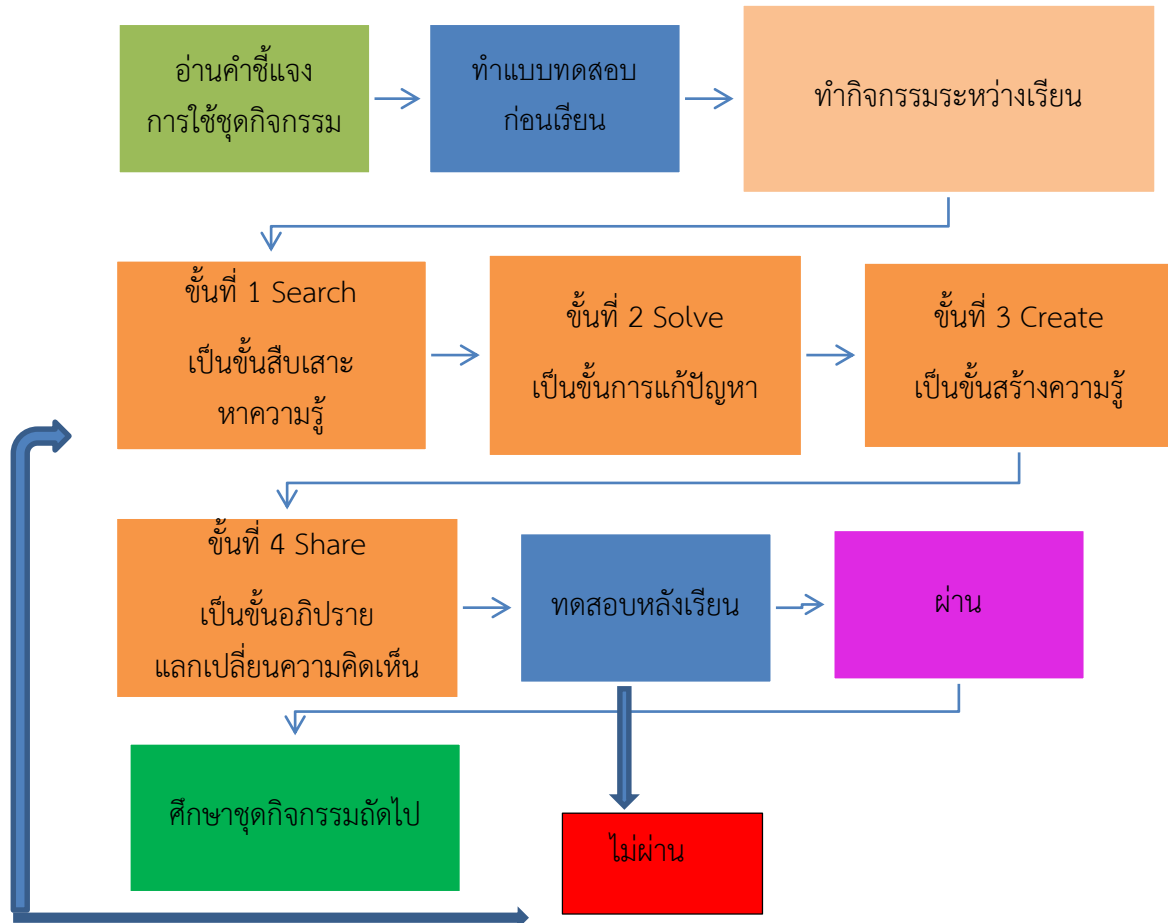 อ่านคำชี้แจง
การใช้ชุดกิจกรรม
ทำแบบทดสอบ
ก่อนเรียน
ทำกิจกรรมระหว่างเรียน
ขั้นที่ 1 Search
เป็นขั้นสืบเสาะ
หาความรู้
ขั้นที่ 2 Solve
เป็นขั้นการแก้ปัญหา
ขั้นที่ 3 Create
เป็นขั้นสร้างความรู้
ขั้นที่ 4 Share
เป็นขั้นอภิปราย
แลกเปลี่ยนความคิดเห็น
ทดสอบหลังเรียน
ผ่าน
ศึกษาชุดกิจกรรมถัดไป
ไม่ผ่าน